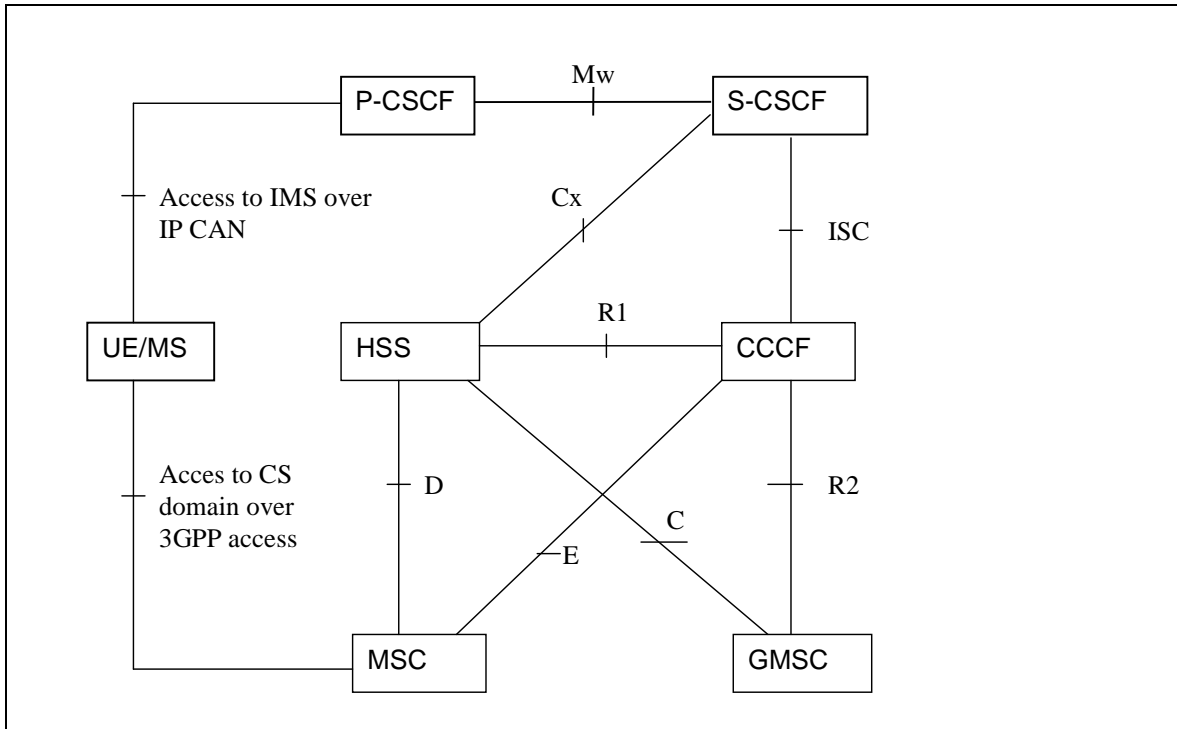 Mw
P-CSCF
S-CSCF
Access to IMS over
IP CAN
Cx
ISC
R1
UE/MS
HSS
CCCF
Acces to CS
domain over
3GPP access
D
R2
C
E
MSC
GMSC